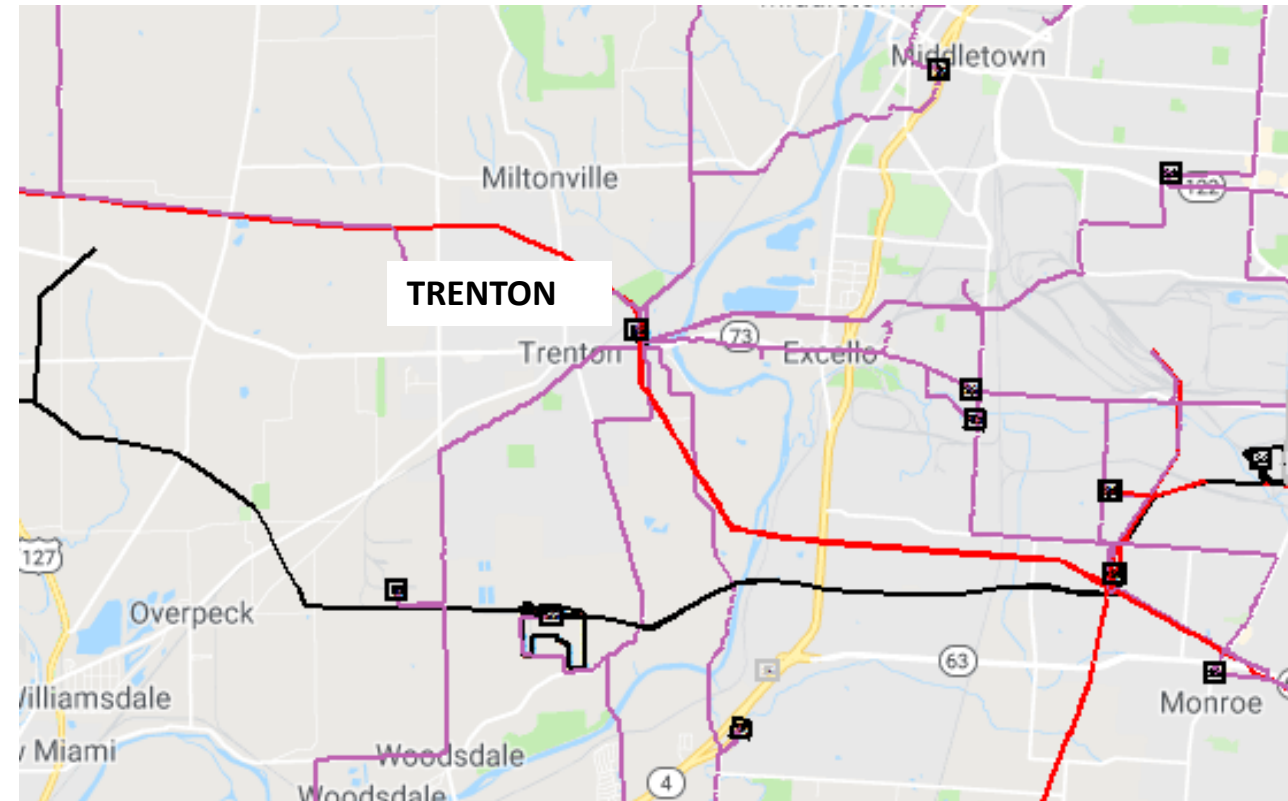 Middletown
Miltonville
122
TRENTON
Trenton
73
Excello
127
Overpeck
63
Williamsdale
Monroe
Miami
Woodsdale
4
Woodsdale